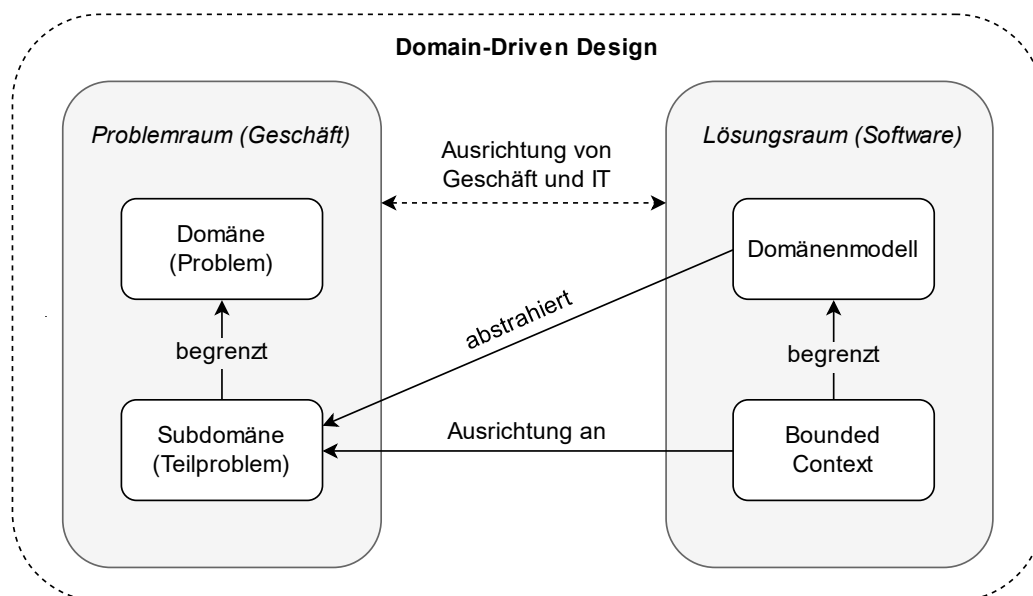 Domain-Driven Design
Problemraum (Geschäft)
Lösungsraum (Software)
Ausrichtung von
Geschäft und IT
Domäne
(Problem)
Domänenmodell
abstrahiert
begrenzt
begrenzt
Subdomäne
(Teilproblem)
Ausrichtung an
Bounded
Context